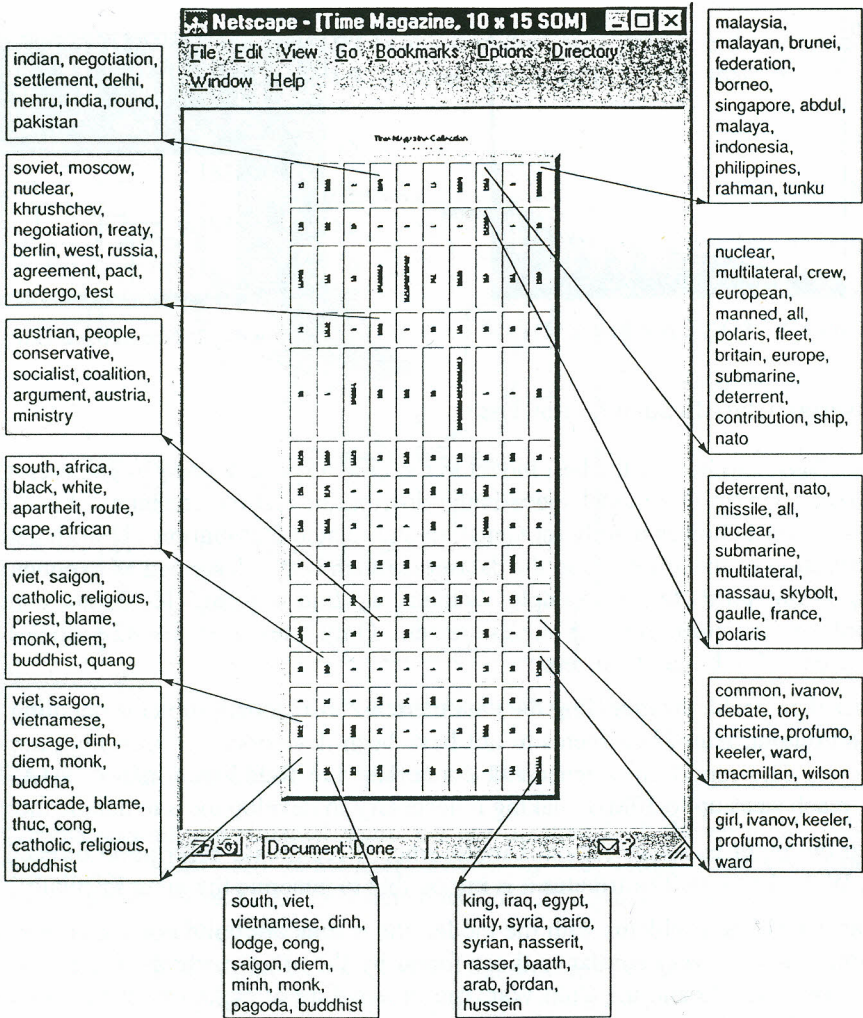 Netscape - [Time Magazine, 10 x 15 SOM]
File Edit View Go Bookmarks Options Directory
Window Help
Time Magazine Collection
indian, negotiation,
settlement, delhi,
nehru, india, round,
pakistan
soviet, moscow,
nuclear,
khrushchev,
negotiation, treaty,
berlin, west, russia,
agreement, pact,
undergo, test
austrian, people,
conservative,
socialist, coalition,
argument, austria,
ministry
south, africa,
black, white,
apartheit, route,
cape, african
viet, saigon,
catholic, religious,
priest, blame,
monk, diem,
buddhist, quang
viet, saigon,
vietnamese,
crusage, dinh,
diem, monk,
buddha,
barricade, blame,
thuc, cong,
catholic, religious,
buddhist
malaysia,
malayan, brunei,
federation,
borneo,
singapore, abdul,
malaya,
indonesia,
philippines,
rahman, tunku
nuclear,
multilateral, crew,
european,
manned, all,
polaris, fleet,
britain, europe,
submarine,
deterrent,
contribution, ship,
nato
deterrent, nato,
missile, all,
nuclear,
submarine,
multilateral,
nassau, skybolt,
gaulle, france,
polaris
common, ivanov,
debate, tory,
christine, profumo,
keeler, ward,
macmillan, wilson
girl, ivanov, keeler,
profumo, christine,
ward
Document: Done
south, viet,
vietnamese, dinh,
lodge, cong,
saigon, diem,
minh, monk,
pagoda, buddhist
king, iraq, egypt,
unity, syria, cairo,
syrian, nasserit,
nasser, baath,
arab, jordan,
hussein